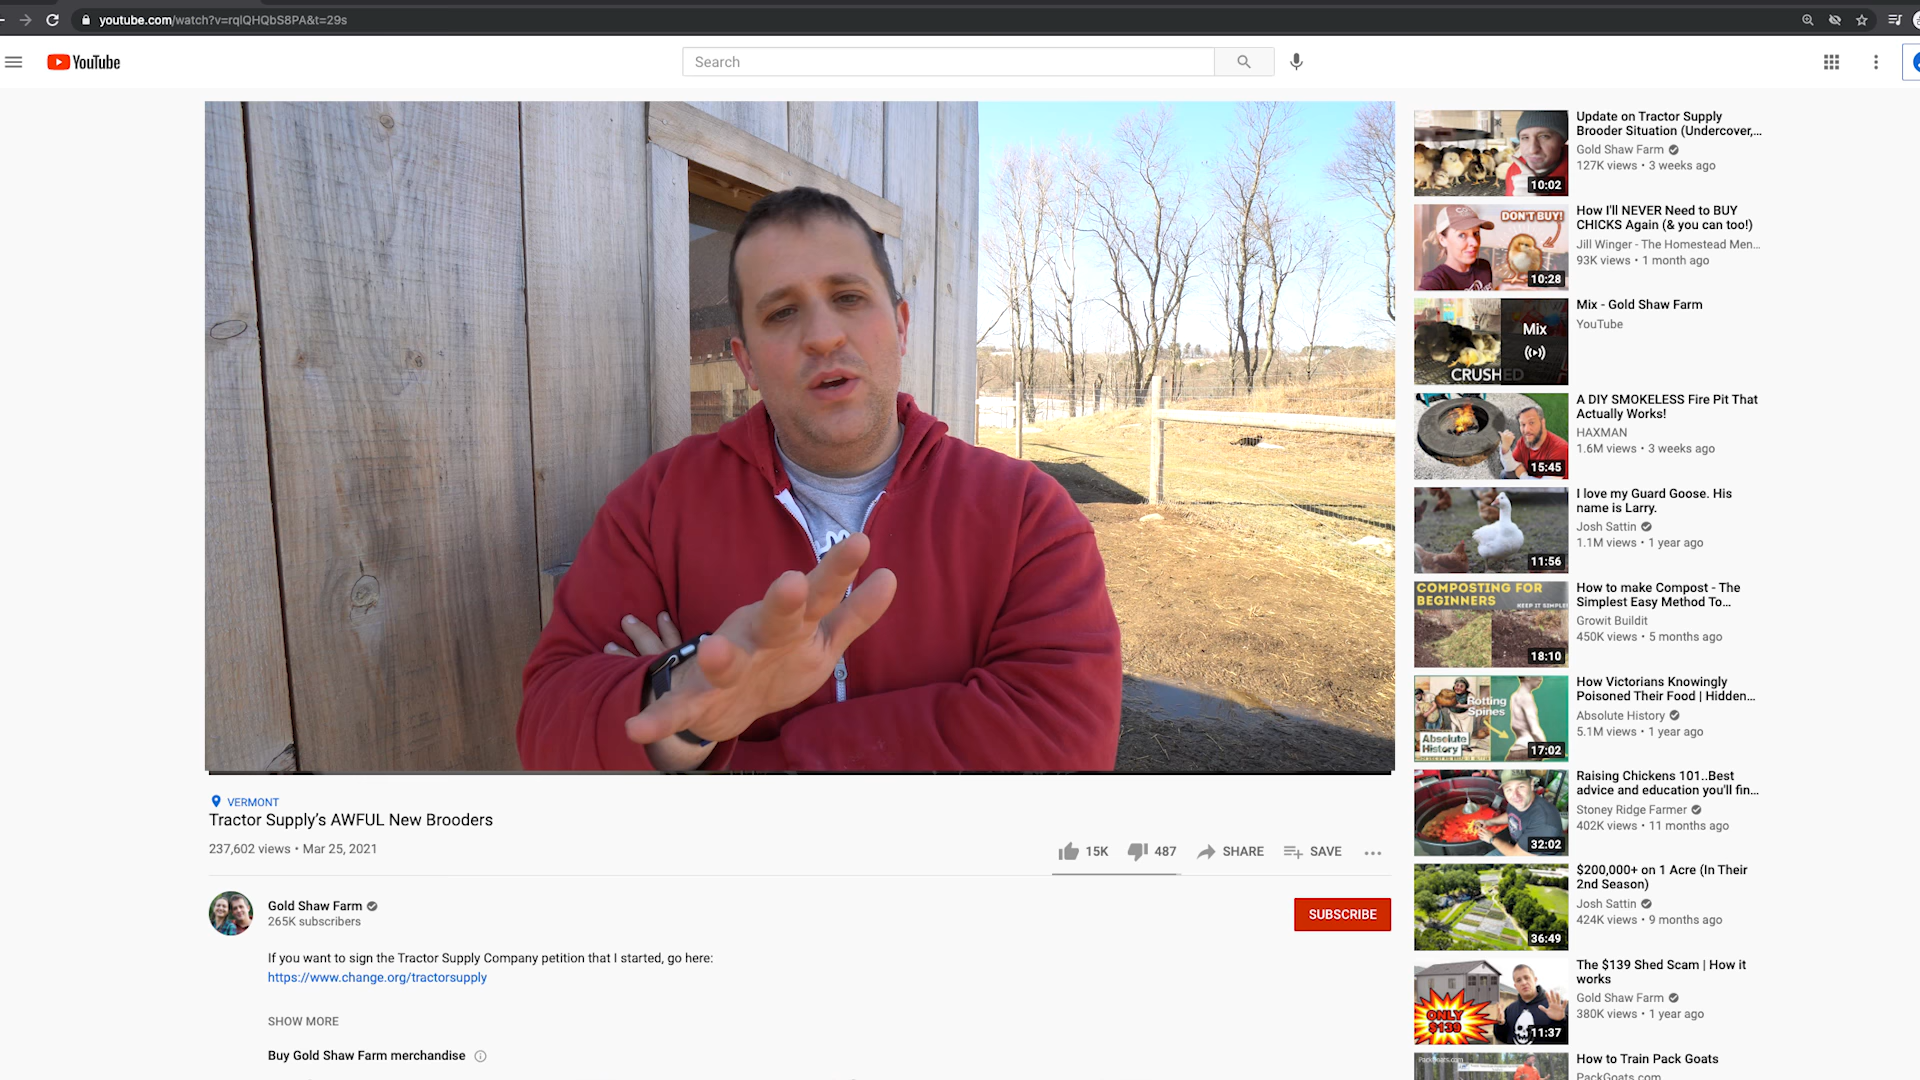 youtube.com/watch?v=rqlQHQbS8PA&t=29s
YouTube
Search
VERMONT
Tractor Supply’s AWFUL New Brooders
237,602 views • Mar 25, 2021
15K
487
SHARE
SAVE
Gold Shaw Farm
265K subscribers
SUBSCRIBE
If you want to sign the Tractor Supply Company petition that I started, go here:
https://www.change.org/tractorsupply
SHOW MORE
Buy Gold Shaw Farm merchandise
10:02
Update on Tractor Supply
Brooder Situation (Undercover,...
Gold Shaw Farm
127K views • 3 weeks ago
DON'T BUY!
10:28
How I'll NEVER Need to BUY
CHICKS Again (& you can too!)
Jill Winger - The Homestead Men...
93K views • 1 month ago
Mix
CRUSHED
Mix - Gold Shaw Farm
YouTube
15:45
A DIY SMOKELESS Fire Pit That
Actually Works!
HAXMAN
1.6M views • 3 weeks ago
11:56
I love my Guard Goose. His
name is Larry.
Josh Sattin
1.1M views • 1 year ago
COMPOSTING FOR
BEGINNERS
KEEP IT SIMPLE
18:10
How to make Compost - The
Simplest Easy Method To...
Growit Buildit
450K views • 5 months ago
Rotting
Spines
Absolute
History
17:02
How Victorians Knowingly
Poisoned Their Food | Hidden...
Absolute History
5.1M views • 1 year ago
32:02
Raising Chickens 101..Best
advice and education you'll fin...
Stoney Ridge Farmer
402K views • 11 months ago
36:49
$200,000+ on 1 Acre (In Their
2nd Season)
Josh Sattin
424K views • 9 months ago
ONLY
$139
11:37
The $139 Shed Scam | How it
works
Gold Shaw Farm
380K views • 1 year ago
PackGoats.com
How to Train Pack Goats
PackGoats.com